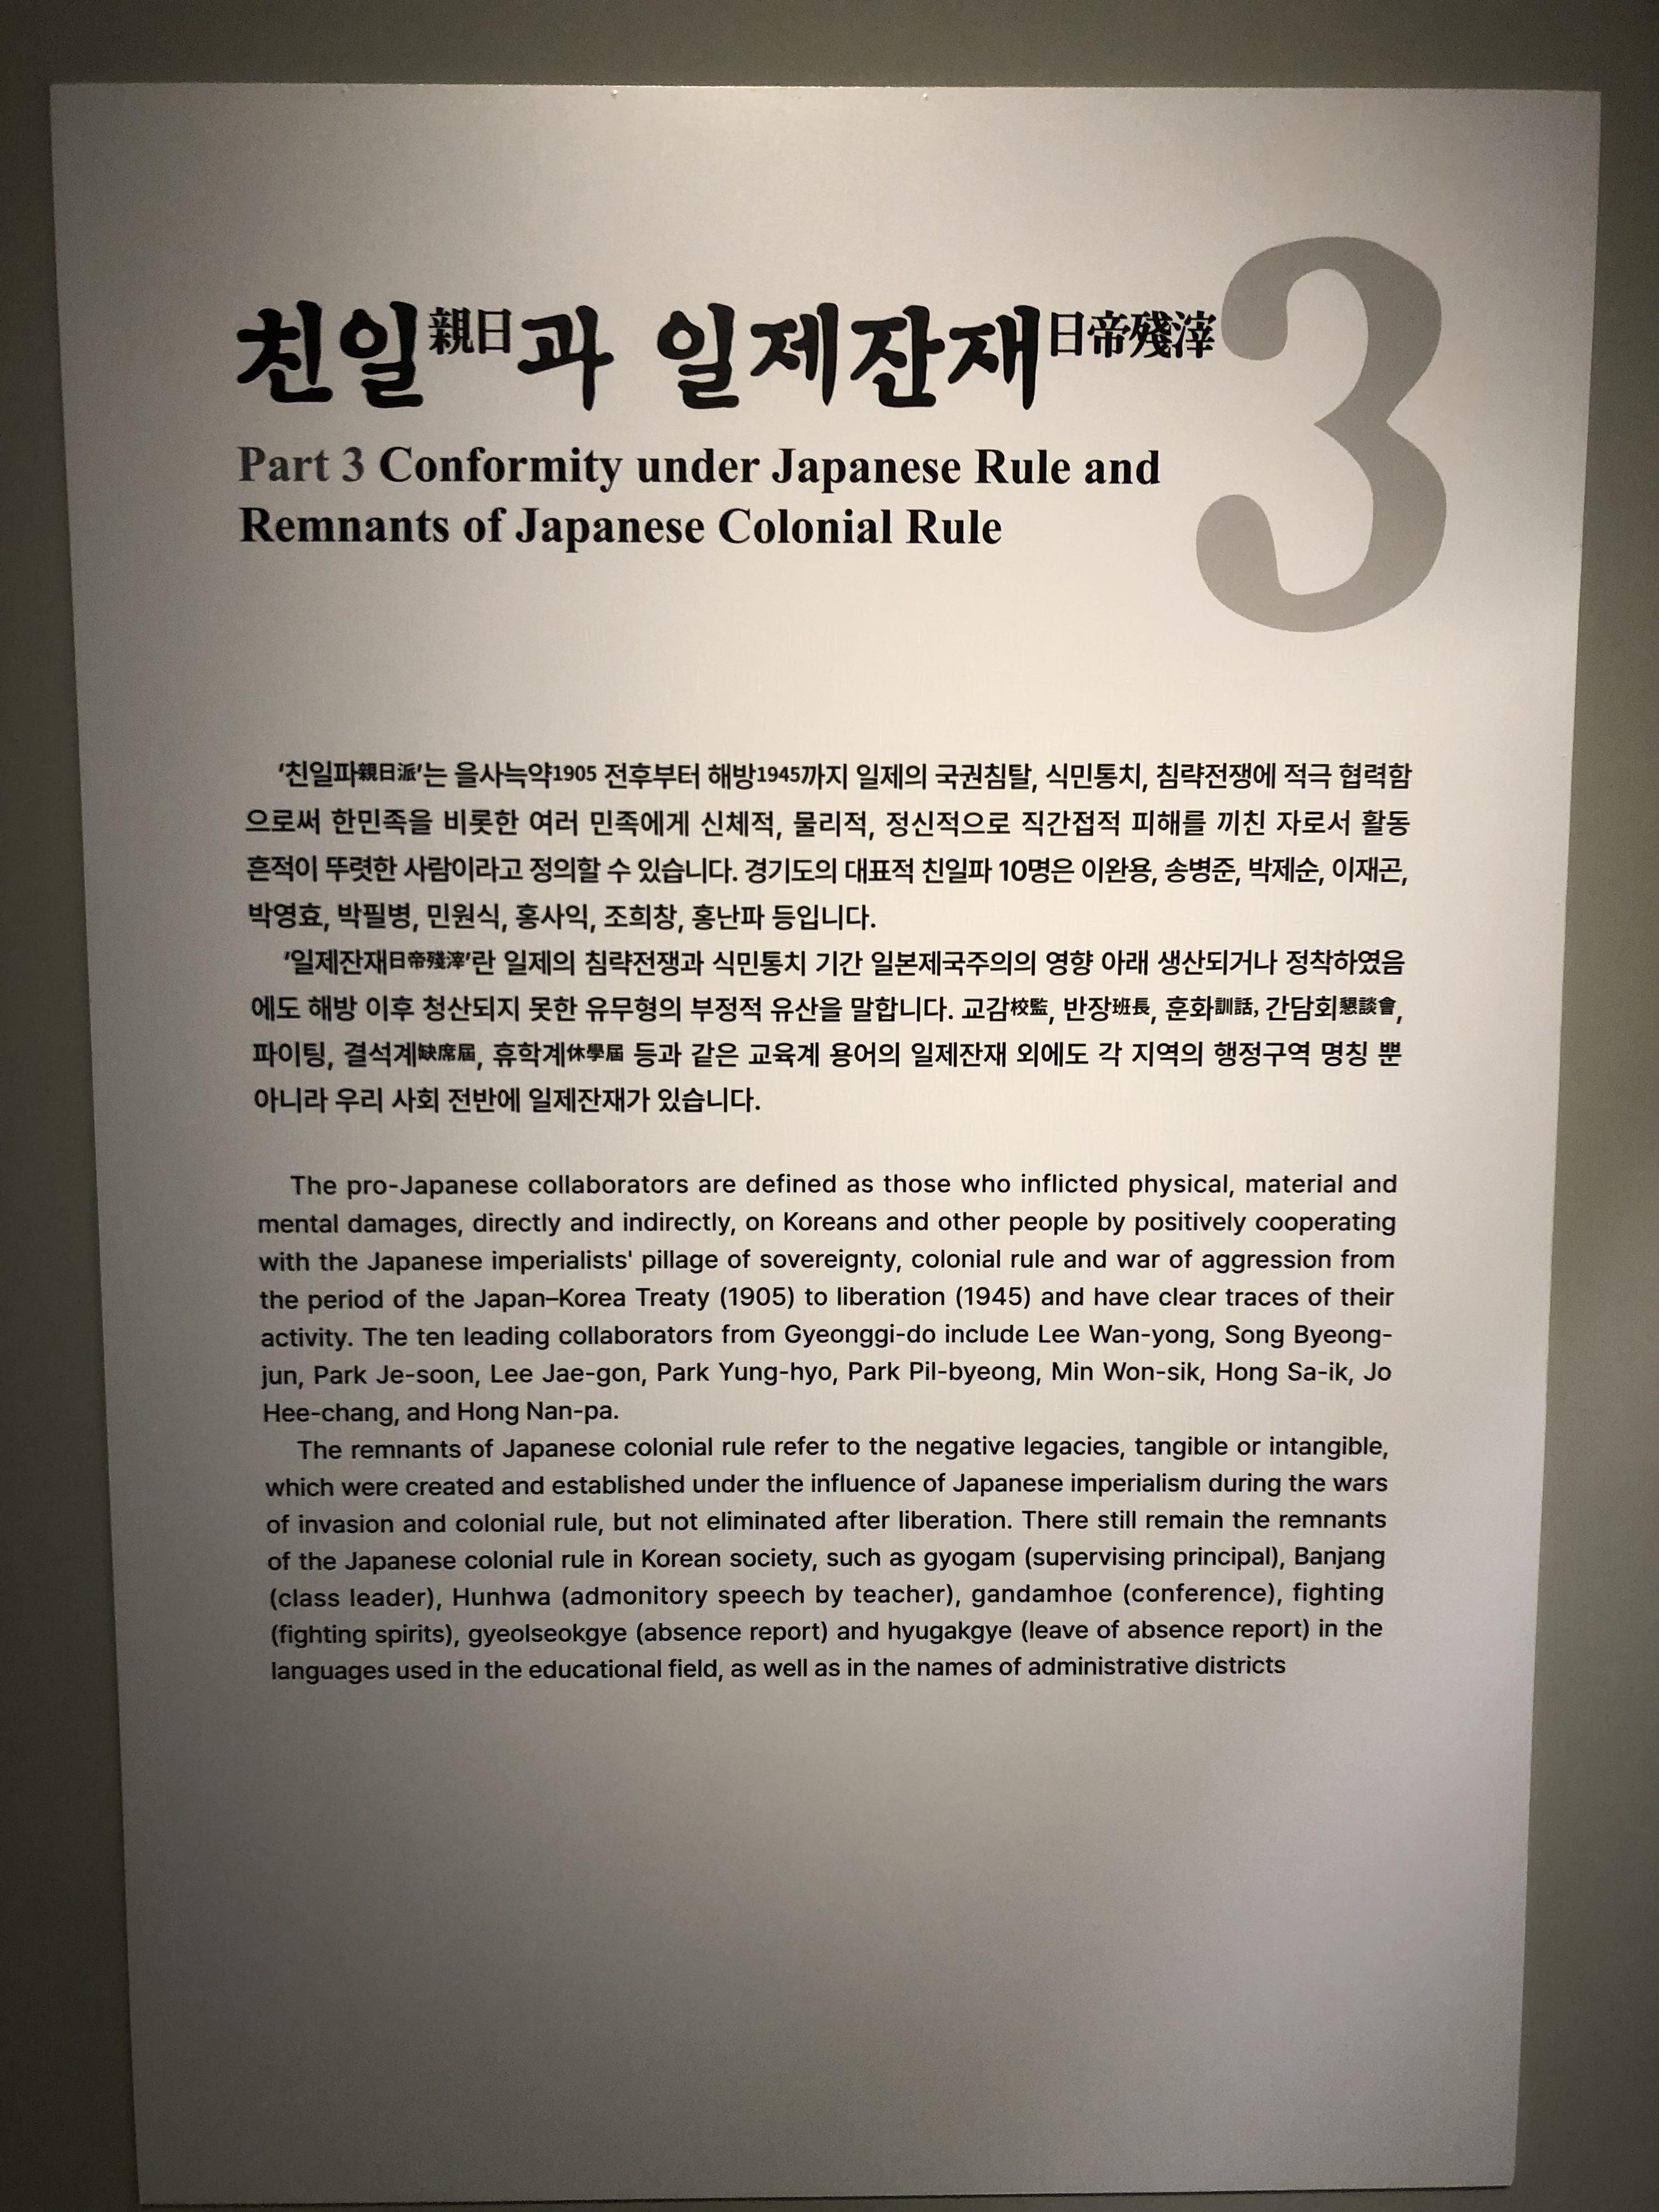 친일親日과 일제잔재日帝殘滓
3
Part 3 Conformity under Japanese Rule and
Remnants of Japanese Colonial Rule
‘친일파親日派’는 을사늑약1905 전후부터 해방1945까지 일제의 국권침탈, 식민통치, 침략전쟁에 적극 협력함
으로써 한민족을 비롯한 여러 민족에게 신체적, 물리적, 정신적으로 직간접적 피해를 끼친 자로서 활동
흔적이 뚜렷한 사람이라고 정의할 수 있습니다. 경기도의 대표적 친일파 10명은 이완용, 송병준, 박제순, 이재곤,
박영효, 박필병, 민원식, 홍사익, 조희창, 홍난파 등입니다.
‘일제잔재日帝殘滓’란 일제의 침략전쟁과 식민통치 기간 일본제국주의의 영향 아래 생산되거나 정착하였음
에도 해방 이후 청산되지 못한 유무형의 부정적 유산을 말합니다. 교감校監, 반장班長, 훈화訓話, 간담회懇談會,
파이팅, 결석계缺席屆, 휴학계休學屆 등과 같은 교육계 용어의 일제잔재 외에도 각 지역의 행정구역 명칭 뿐
아니라 우리 사회 전반에 일제잔재가 있습니다.
The pro-Japanese collaborators are defined as those who inflicted physical, material and
mental damages, directly and indirectly, on Koreans and other people by positively cooperating
with the Japanese imperialists' pillage of sovereignty, colonial rule and war of aggression from
the period of the Japan–Korea Treaty (1905) to liberation (1945) and have clear traces of their
activity. The ten leading collaborators from Gyeonggi-do include Lee Wan-yong, Song Byeong-
jun, Park Je-soon, Lee Jae-gon, Park Yung-hyo, Park Pil-byeong, Min Won-sik, Hong Sa-ik, Jo
Hee-chang, and Hong Nan-pa.
The remnants of Japanese colonial rule refer to the negative legacies, tangible or intangible,
which were created and established under the influence of Japanese imperialism during the wars
of invasion and colonial rule, but not eliminated after liberation. There still remain the remnants
of the Japanese colonial rule in Korean society, such as gyogam (supervising principal), Banjang
(class leader), Hunhwa (admonitory speech by teacher), gandamhoe (conference), fighting
(fighting spirits), gyeolseokgye (absence report) and hyugakgye (leave of absence report) in the
languages used in the educational field, as well as in the names of administrative districts